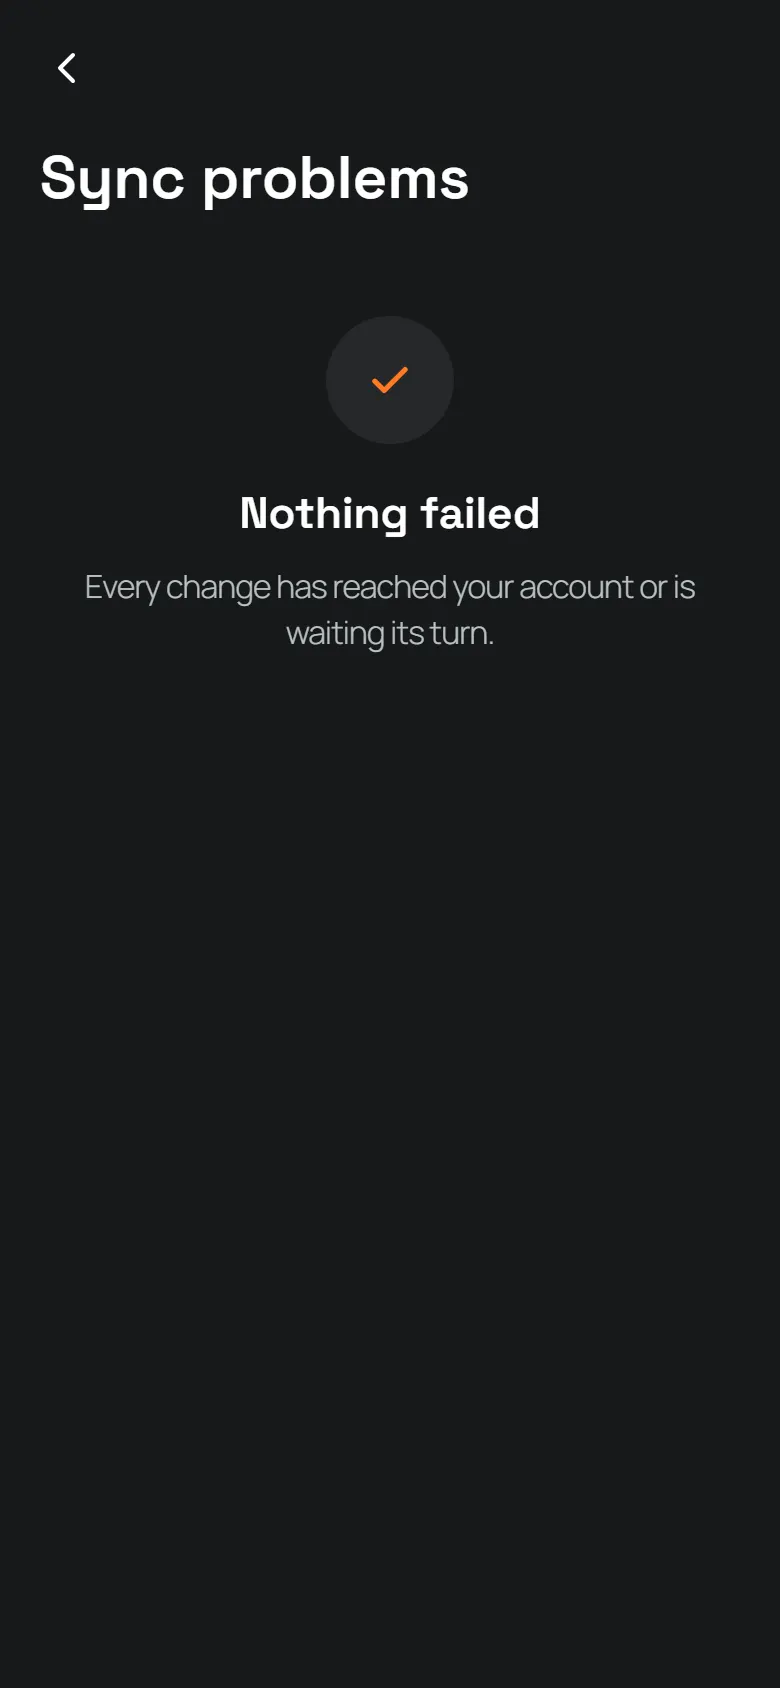 Sync problems
Nothing failed
Every change has reached your account or is
waiting its turn.